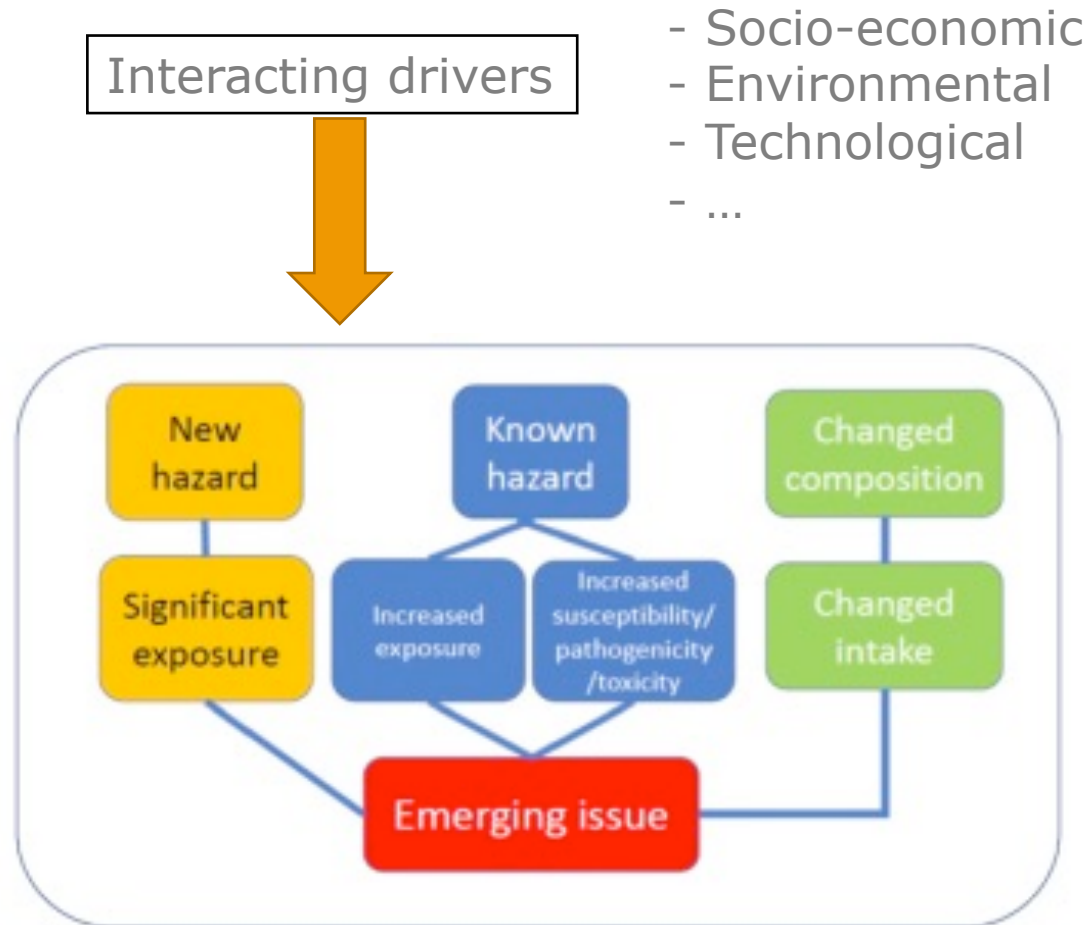 Interacting drivers
- Socio-economic
- Environmental
- Technological
- ...
New
hazard
Known
hazard
Changed
composition
Significant
exposure
Increased
exposure
Increased
susceptibility/
pathogenicity
/toxicity
Changed
intake
Emerging issue